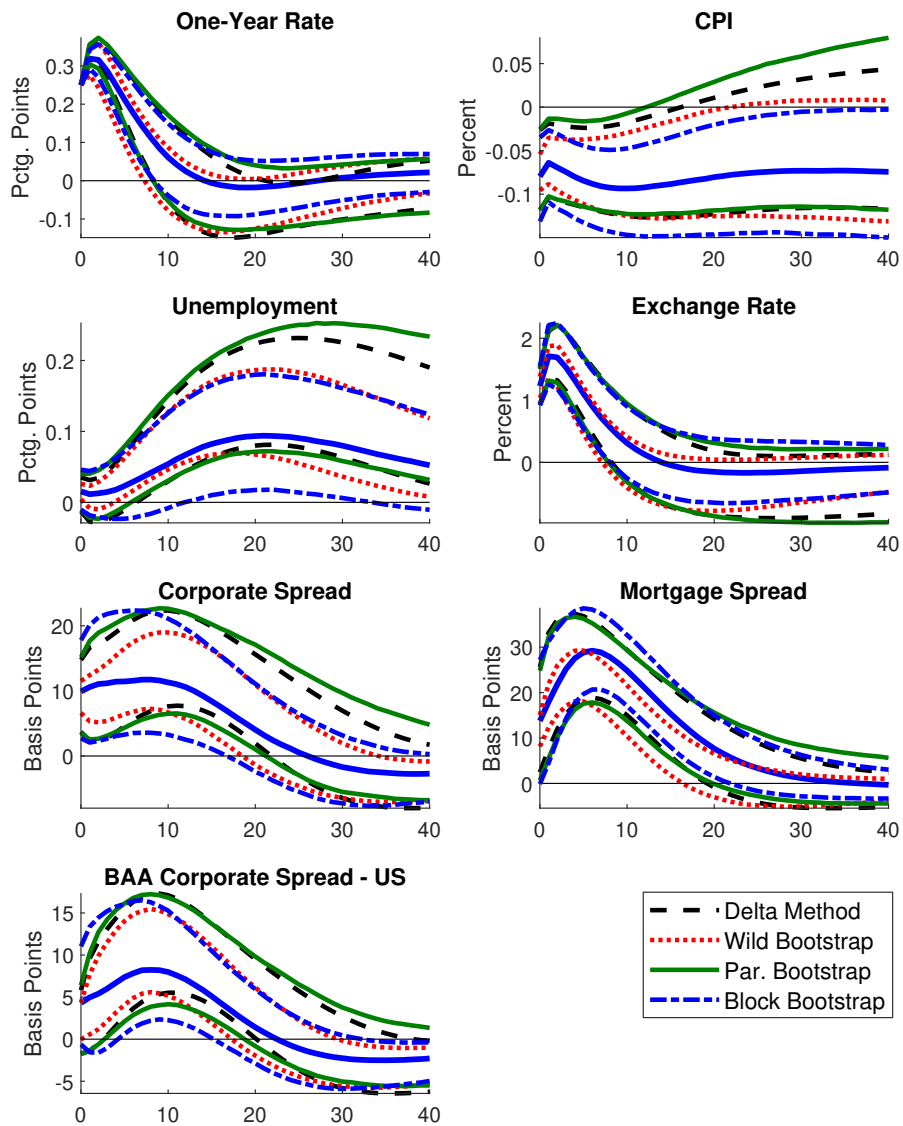 One-Year Rate
Pctg. Points
0.3
0.2
0.1
0
-0.1
0 10 20 30 40
CPI
Percent
0.05
0
-0.05
-0.1
0 10 20 30 40
Unemployment
Pctg. Points
0.2
0.1
0
0 10 20 30 40
Exchange Rate
Percent
2
1
0
0 10 20 30 40
Corporate Spread
Basis Points
20
10
0
0 10 20 30 40
Mortgage Spread
Basis Points
30
20
10
0
0 10 20 30 40
BAA Corporate Spread - US
Basis Points
15
10
5
0
-5
0 10 20 30 40
Delta Method
Wild Bootstrap
Par. Bootstrap
Block Bootstrap